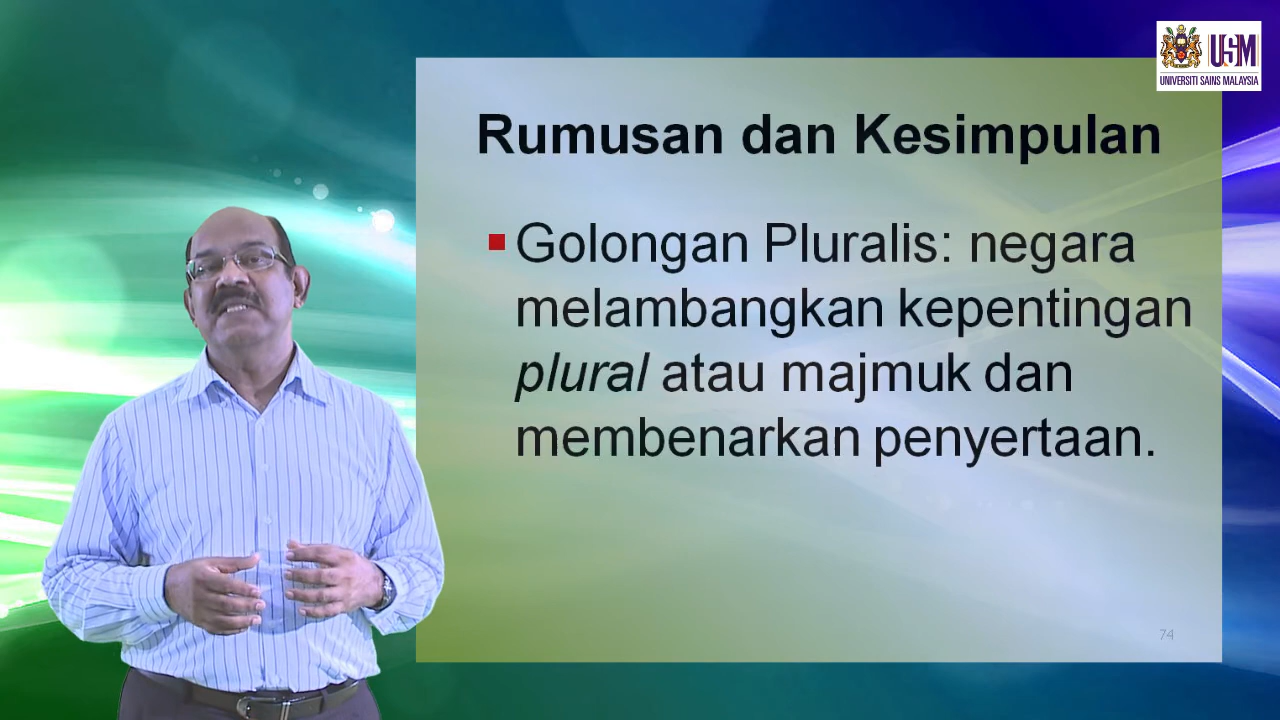 USM
UNIVERSITI SAINS MALAYSIA
Rumusan dan Kesimpulan
Golongan Pluralis: negara
melambangkan kepentingan
plural atau majmuk dan
membenarkan penyertaan.
74